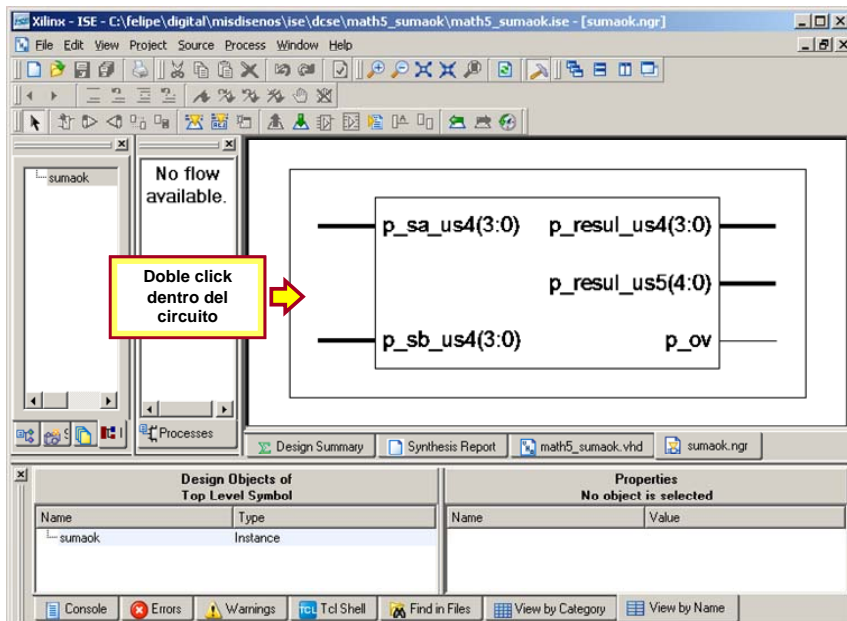 Xilinx - ISE - C:\felipe\digital\misdisenos\ise\dcse\math5_sumaok\math5_sumaok.ise - [sumaok.ngr]
File Edit View Project Source Process Window Help
sumaok
No flow
available.
Doble click
dentro del
circuito
p_sa_us4(3:0) p_resul_us4(3:0)
p_resul_us5(4:0)
p_sb_us4(3:0) p_ov
Processes
Design Summary Synthesis Report math5_sumaok.vhd sumaok.ngr
Design Objects of
Top Level Symbol
Properties
No object is selected
Name Type Name Value
sumaok Instance
Console Errors Warnings TCL Tcl Shell Find in Files View by Category View by Name